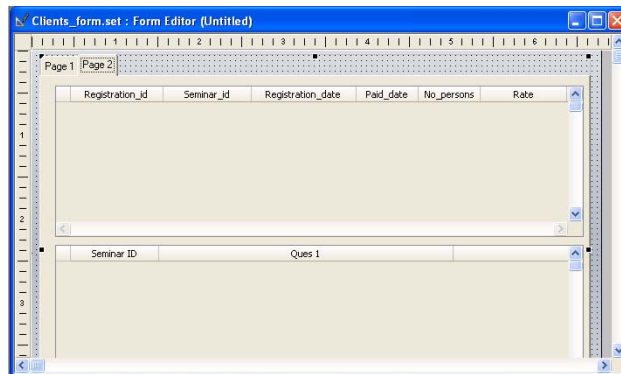 Clients_form.set : Form Editor (Untitled)
1 2 3 4 5 6
Page 1 Page 2
Registration_id Seminar_id Registration_date Paid_date No_persons Rate
1
2
Seminar ID Ques 1
3